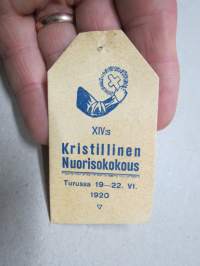 XIV:s
Kristillinen
Nuorisokokous
Turussa 19—22. VI.
1920